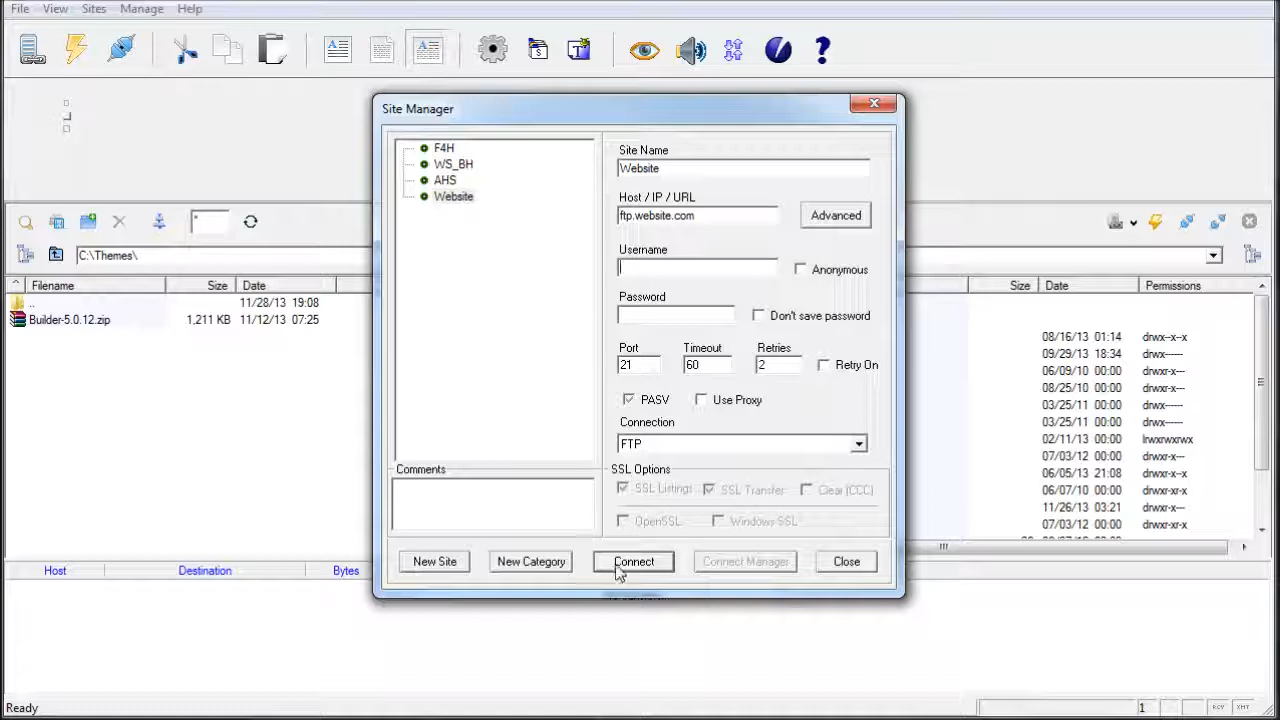 File View Sites Manage Help
Site Manager
F4H
WS_BH
AHS
Website
Site Name
Website
Host / IP / URL
ftp.website.com
Advanced
Username
Anonymous
Password
Don't save password
Port Timeout Retries
21 60 2 Retry On
PASV Use Proxy
Connection
FTP
Comments
SSL Options
SSL Listings SSL Transfer Clear (CCC)
OpenSSL Windows SSL
New Site New Category Connect Connect Manager Close
*
C:\Themes\
Filename Size Date
.. 11/28/13 19:08
Builder-5.0.12.zip 1,211 KB 11/12/13 07:25
Size Date Permissions
08/16/13 01:14 drwx--x--x
09/29/13 18:34 drwx------
06/09/10 00:00 drwxr-x---
08/25/10 00:00 drwxr-x---
03/25/11 00:00 drwx------
03/25/11 00:00 drwx------
02/11/13 00:00 lrwxrwxrwx
07/03/12 00:00 drwxr-x---
06/05/13 21:08 drwxr-x--x
06/07/10 00:00 drwxr-xr-x
11/26/13 03:21 drwxr-x---
07/03/12 00:00 drwxr-xr-x
Host Destination Bytes
Ready
1